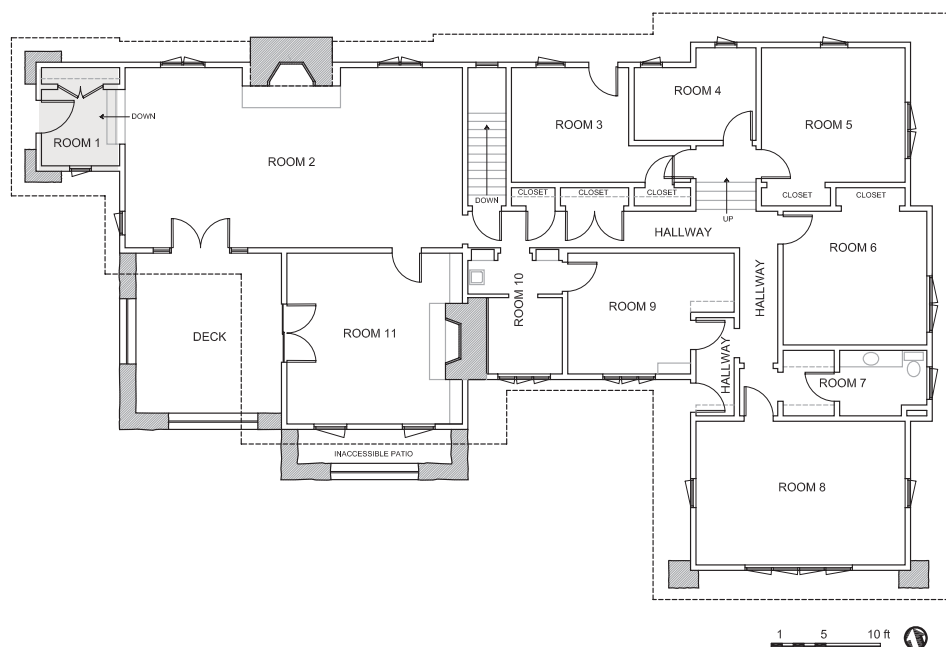 ROOM 4
DOWN
ROOM 3
ROOM 5
ROOM 1
ROOM 2
CLOSET
CLOSET
CLOSET
CLOSET
CLOSET
DOWN
UP
HALLWAY
ROOM 6
HALLWAY
ROOM 10
ROOM 9
DECK
ROOM 11
HALLWAY
ROOM 7
INACCESSIBLE PATIO
ROOM 8
1 5 10 ft